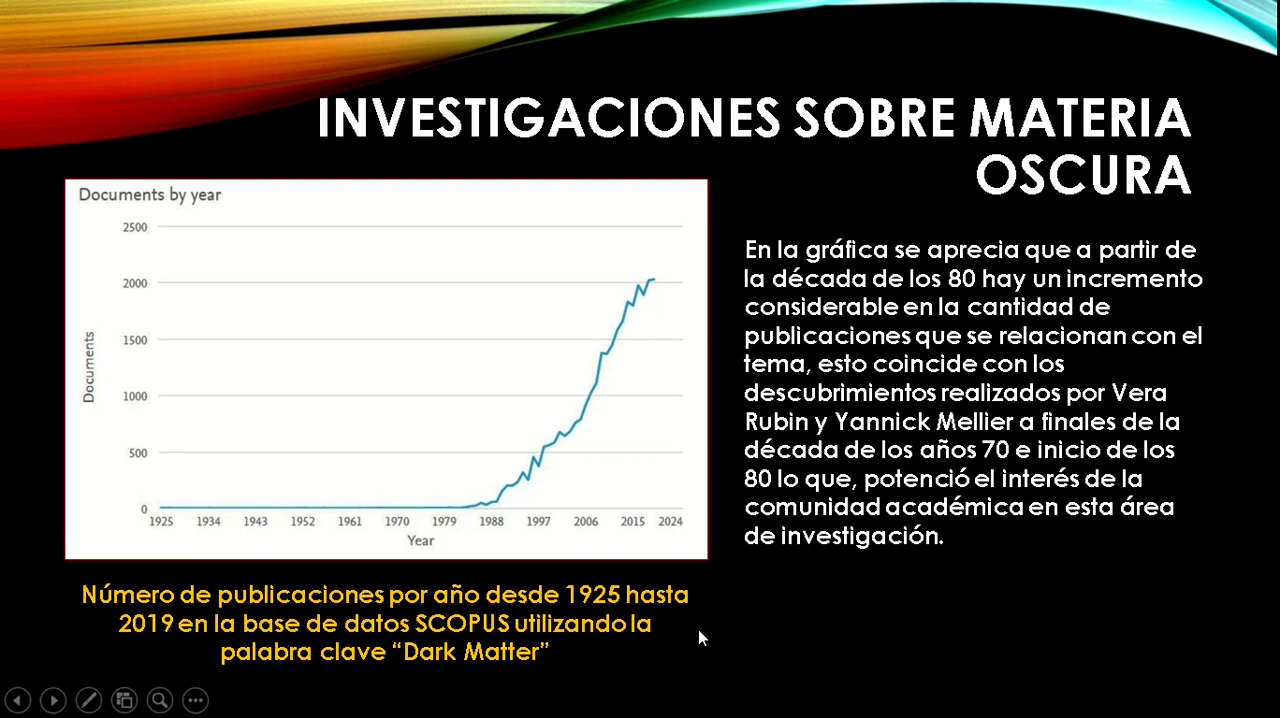 INVESTIGACIONES SOBRE MATERIA
OSCURA
Documents by year
2500
2000
1500
1000
500
0
Documents
1925 1934 1943 1952 1961 1970 1979 1988 1997 2006 2015 2024
Year
En la gráfica se aprecia que a partir de
la década de los 80 hay un incremento
considerable en la cantidad de
publicaciones que se relacionan con el
tema, esto coincide con los
descubrimientos realizados por Vera
Rubin y Yannick Mellier a finales de la
década de los años 70 e inicio de los
80 lo que, potenció el interés de la
comunidad académica en esta área
de investigación.
Número de publicaciones por año desde 1925 hasta
2019 en la base de datos SCOPUS utilizando la
palabra clave “Dark Matter”